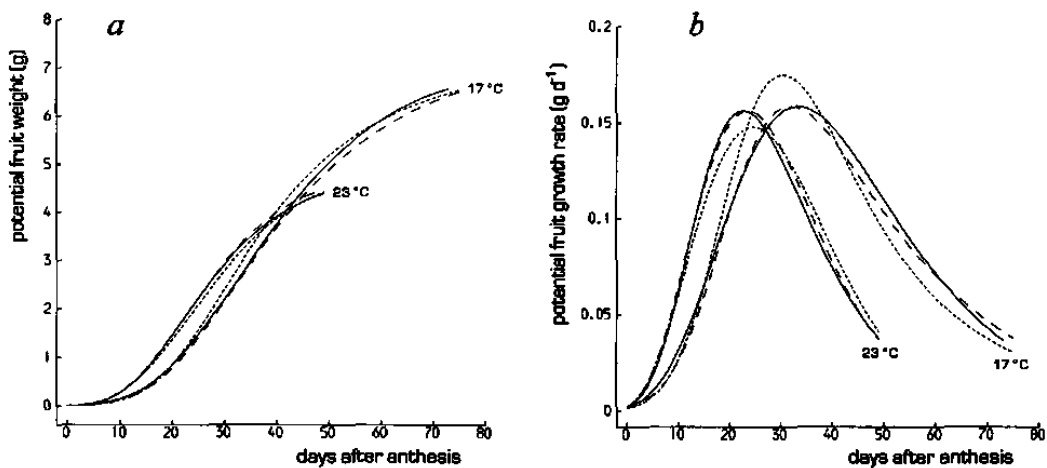 a
potential fruit weight (g)
8
7
6
5
4
3
2
1
0
17 °C
23 °C
0 10 20 30 40 50 60 70 80
days after anthesis
b
potential fruit growth rate (g d⁻¹)
0.2
0.15
0.1
0.05
0
23 °C
17 °C
0 10 20 30 40 50 60 70 80
days after anthesis